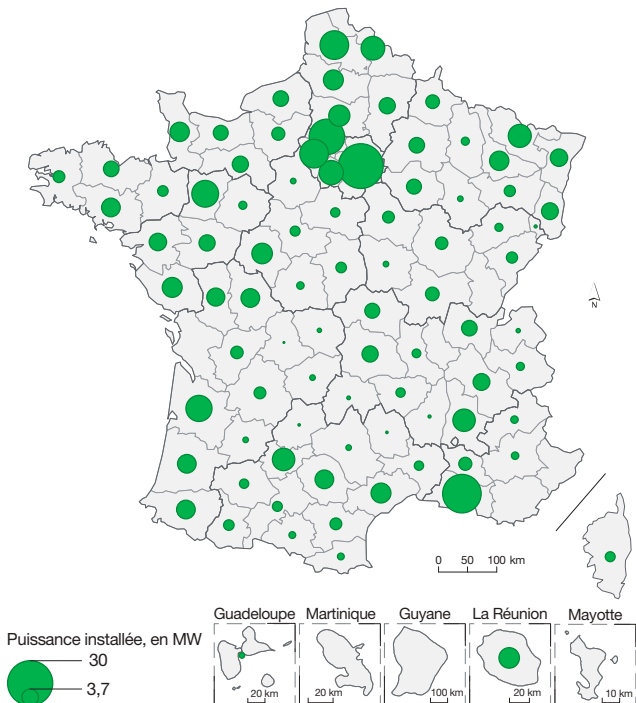 N
0 50 100 km
Puissance installée, en MW
30
3,7
Guadeloupe
20 km
Martinique
20 km
Guyane
100 km
La Réunion
20 km
Mayotte
10 km